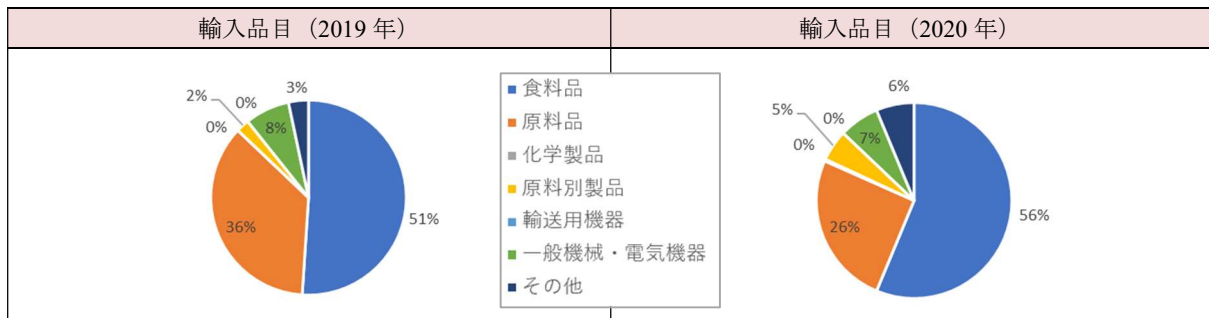 輸入品目（2019 年）
輸入品目（2020 年）
3%
0%
2%
8%
0%
36%
51%
食料品
原料品
化学製品
原料別製品
輸送用機器
一般機械・電気機器
その他
6%
5%
0%
7%
0%
26%
56%